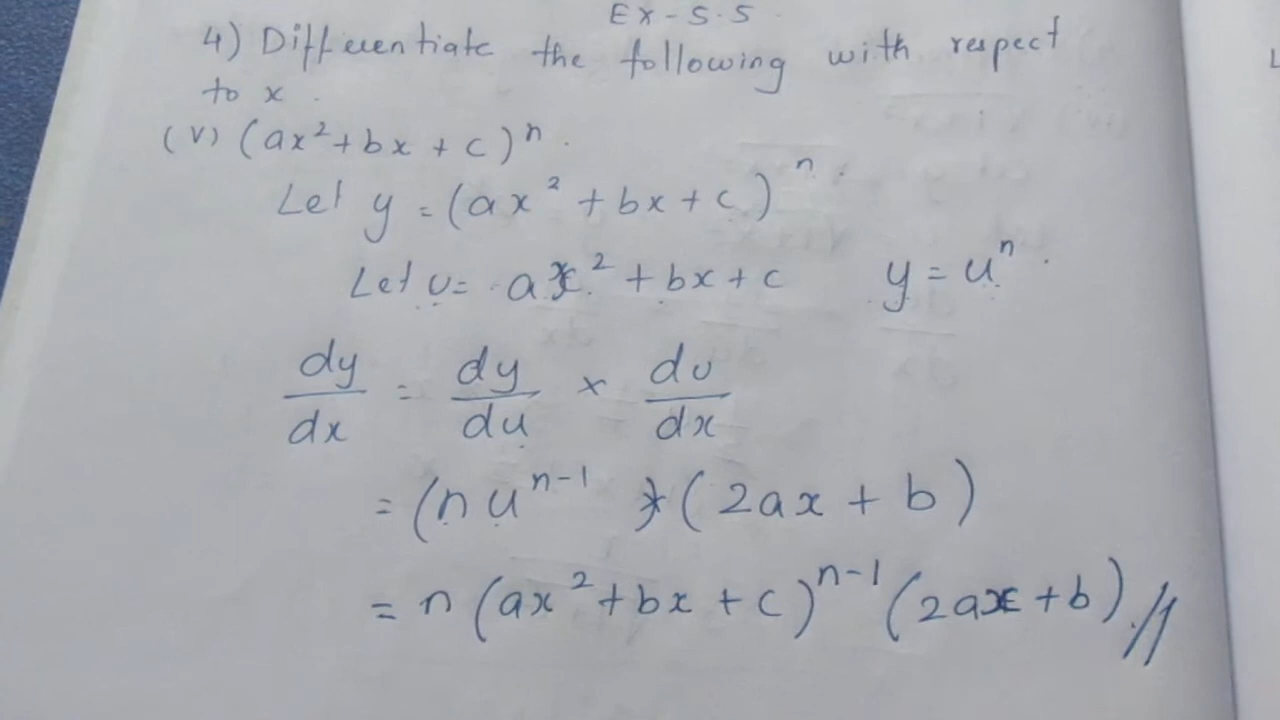 Ex - 5.5
4) Differentiate the following with respect
to x.
(V) (ax²+bx + c)ⁿ.
Let y = (ax² + bx + c)ⁿ.
Let u = ax² + bx + c y = uⁿ.
dy/dx = dy/du × du/dx
= (n uⁿ⁻¹) (2ax + b)
= n (ax² + bx + c)ⁿ⁻¹ (2ax + b).//